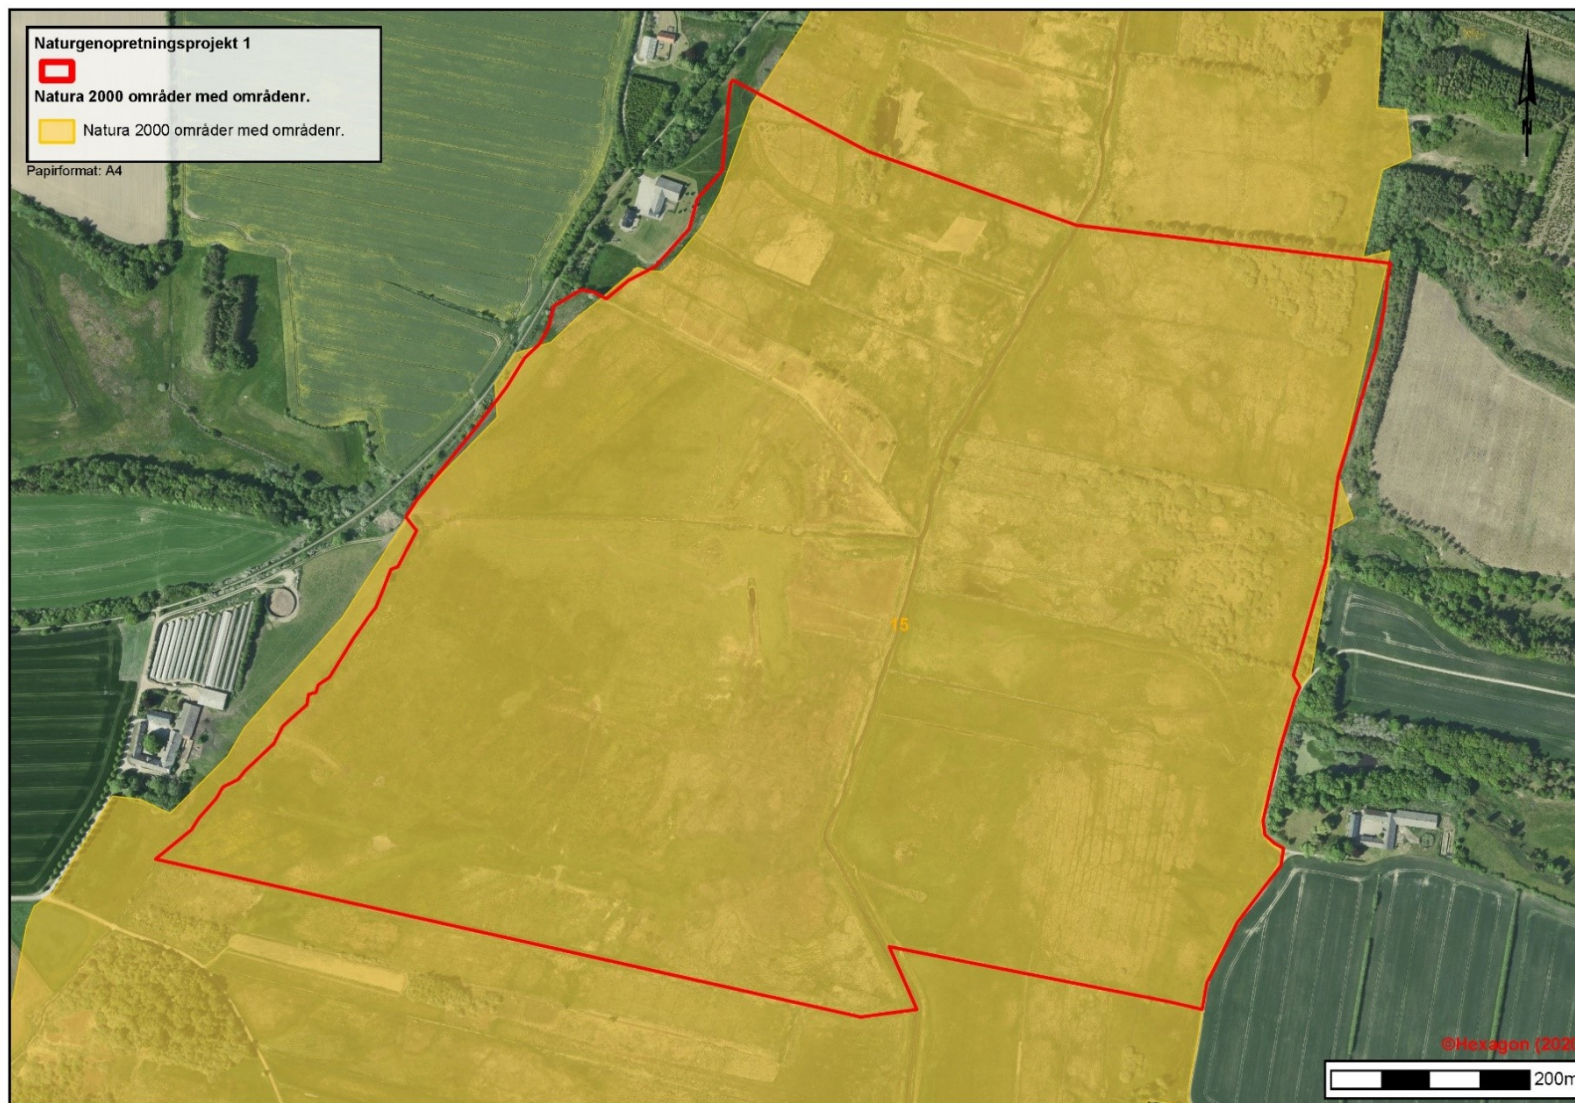 Naturgenopretningsprojekt 1
Natura 2000 områder med områdenr.
Natura 2000 områder med områdenr.
Papirformat: A4
N
15
©Hexagon (202
200m